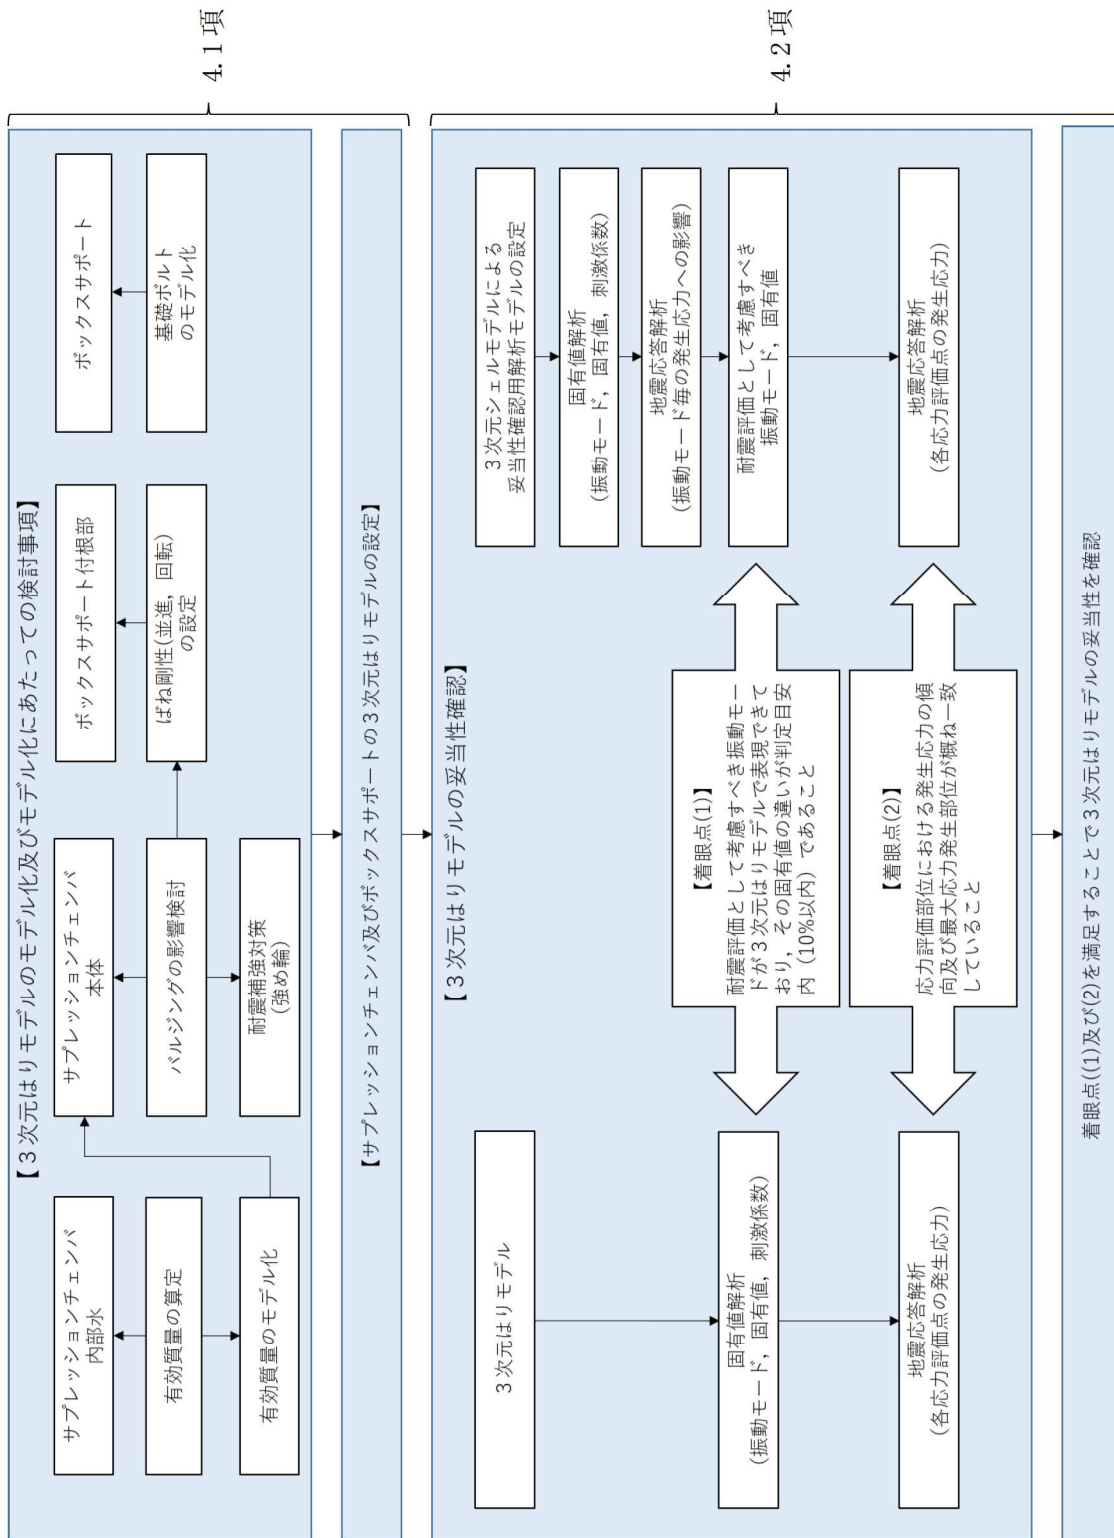 【3次元はりモデルのモデル化及びモデル化にあたっての検討事項】
サプレッションチェンバ
内部水
有効質量の算定
有効質量のモデル化
サプレッションチェンバ
本体
バルジングの影響検討
耐震補強対策
(強め輪)
ボックスサポート付根部
ばね剛性(並進，回転)
の設定
ボックスサポート
基礎ボルト
のモデル化
4.1項
【サプレッションチェンバ及びボックスサポートの3次元はりモデルの設定】
【3次元はりモデルの妥当性確認】
3次元はりモデル
固有値解析
(振動モード，固有値，刺激係数)
地震応答解析
(各応力評価点の発生応力)
【着眼点(1)】
耐震評価として考慮すべき振動モー
ドが3次元はりモデルで表現できて
おり，その固有値の違いが判定目安
内（10%以内）であること
【着眼点(2)】
応力評価部位における発生応力の傾
向及び最大応力発生部位が概ね一致
していること
3次元シェルモデルによる
妥当性確認用解析モデルの設定
固有値解析
(振動モード，固有値，刺激係数)
地震応答解析
(振動モード毎の発生応力への影響)
耐震評価として考慮すべき
振動モード，固有値
地震応答解析
(各応力評価点の発生応力)
4.2項
着眼点((1)及び(2)を満足することで3次元はりモデルの妥当性を確認